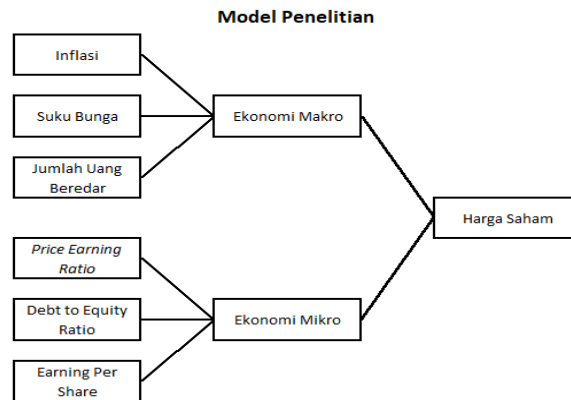 Model Penelitian
Inflasi
Suku Bunga
Jumlah Uang
Beredar
Ekonomi Makro
Harga Saham
Price Earning
Ratio
Debt to Equity
Ratio
Earning Per
Share
Ekonomi Mikro